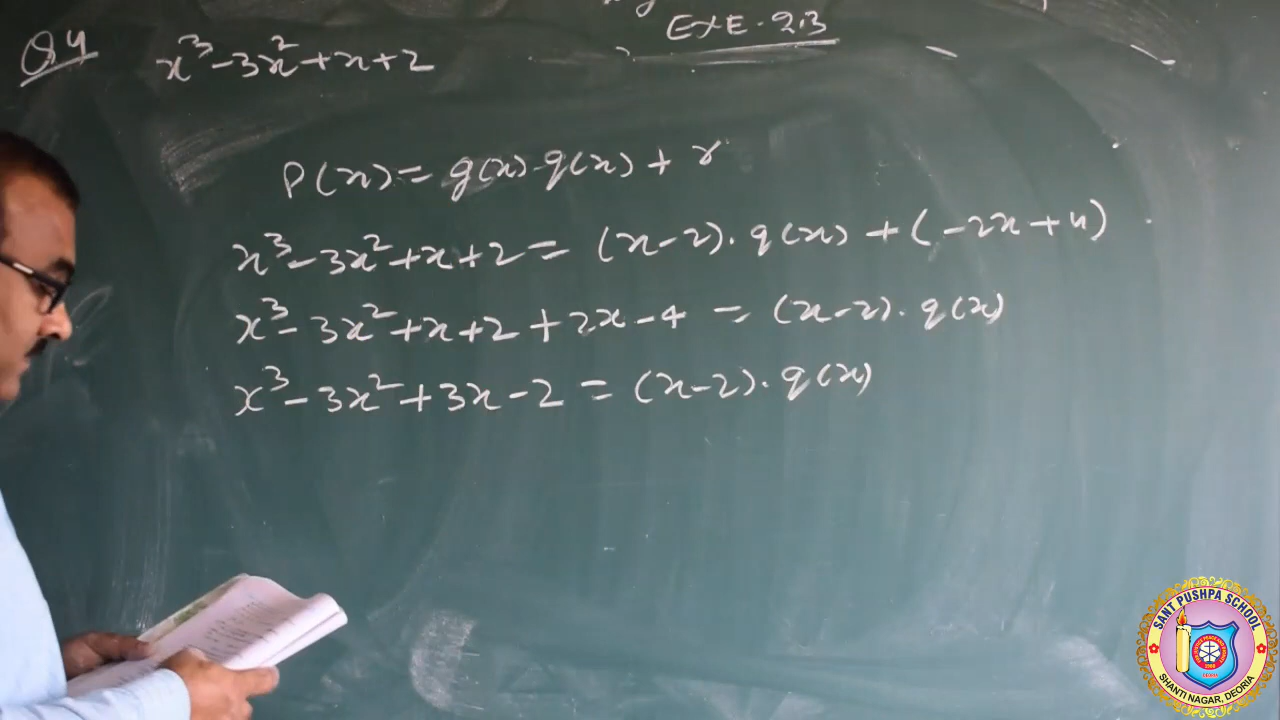 EXE. 2.3
Q4 x³-3x²+x+2
P(x) = g(x).q(x) + r
x³-3x²+x+2 = (x-2).q(x) + (-2x+4)
x³-3x²+x+2+2x-4 = (x-2).q(x)
x³-3x²+3x-2 = (x-2).q(x)
SANT PUSHPA SCHOOL
SHANTI NAGAR, DEORIA